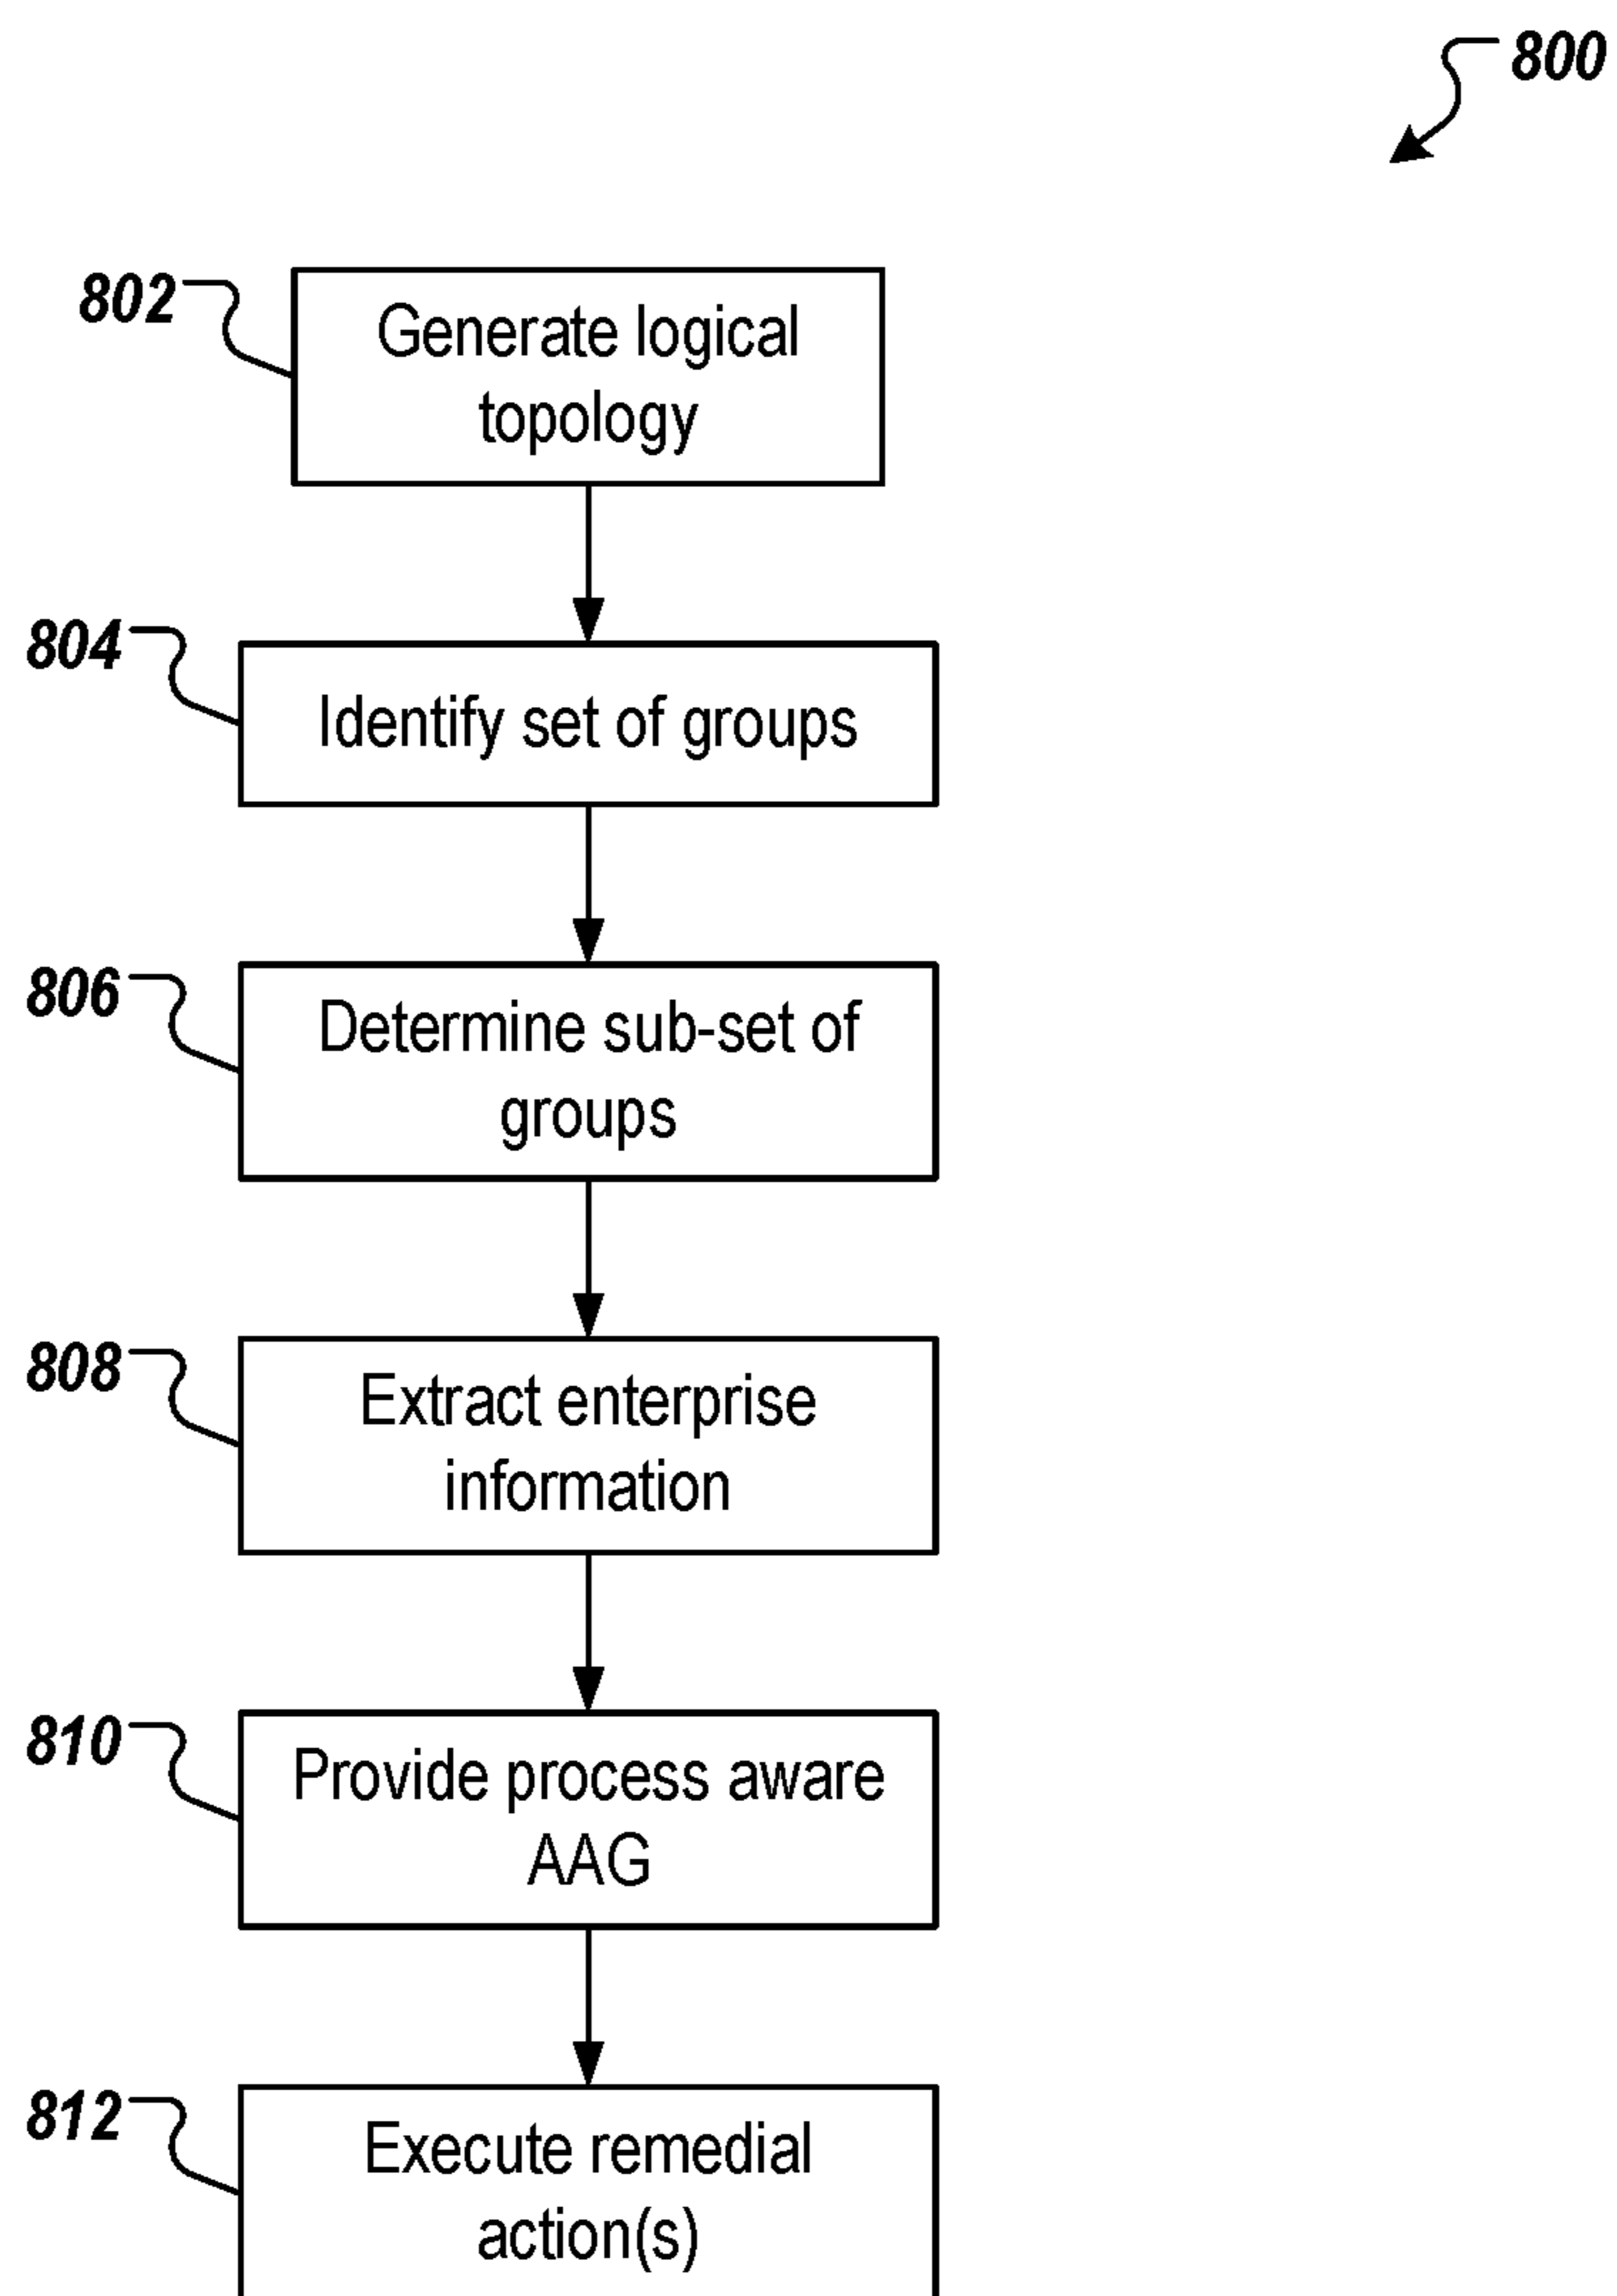 800
802
Generate logical
topology
804
Identify set of groups
806
Determine sub-set of
groups
808
Extract enterprise
information
810
Provide process aware
AAG
812
Execute remedial
action(s)